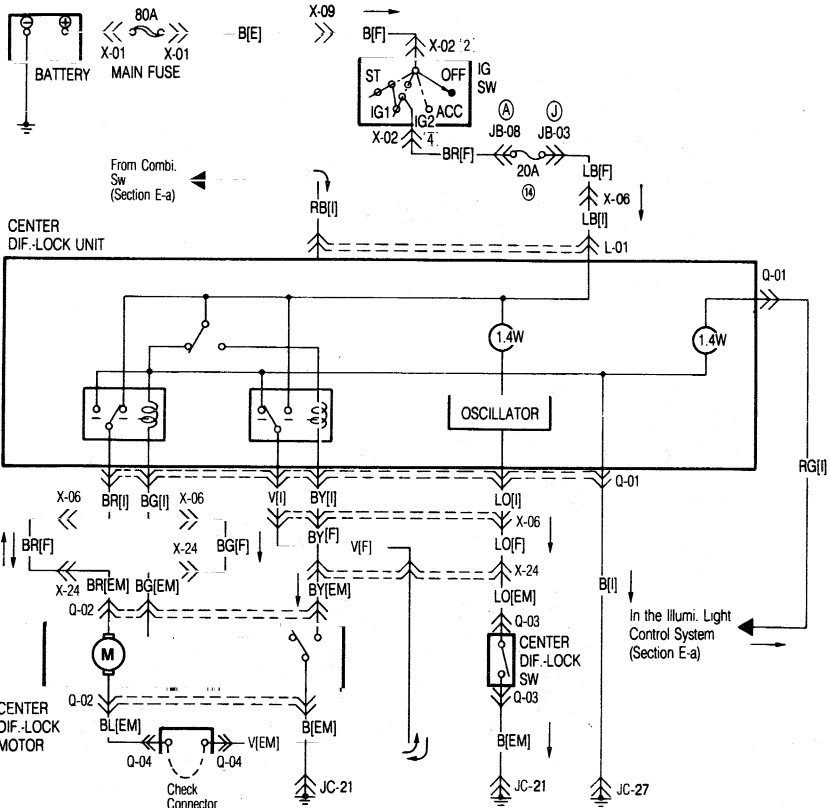 80A
X-09
X-01
X-01
B[E]
B[F]
BATTERY
MAIN FUSE
X-02
2
ST
OFF
IG
SW
IG1
IG2
ACC
X-02
4
BR[F]
A
J
JB-08
JB-03
20A
14
LB[F]
X-06
LB[I]
L-01
From Combi.
Sw
(Section E-a)
RB[I]
CENTER
DIF.-LOCK UNIT
Q-01
1.4W
1.4W
OSCILLATOR
RG[I]
Q-01
X-06
BR[I]
BG[I]
X-06
V[I]
BY[I]
LO[I]
X-06
BR[F]
BG[F]
BY[F]
V[F]
LO[F]
X-24
X-24
X-24
BR[EM]
BG[EM]
BY[EM]
LO[EM]
B[I]
Q-02
Q-03
In the Illumi. Light
Control System
(Section E-a)
M
CENTER
DIF.-LOCK
SW
Q-03
Q-02
CENTER
DIF.-LOCK
MOTOR
BL[EM]
V[EM]
B[EM]
B[EM]
Q-04
Q-04
Check
Connector
JC-21
JC-21
JC-27